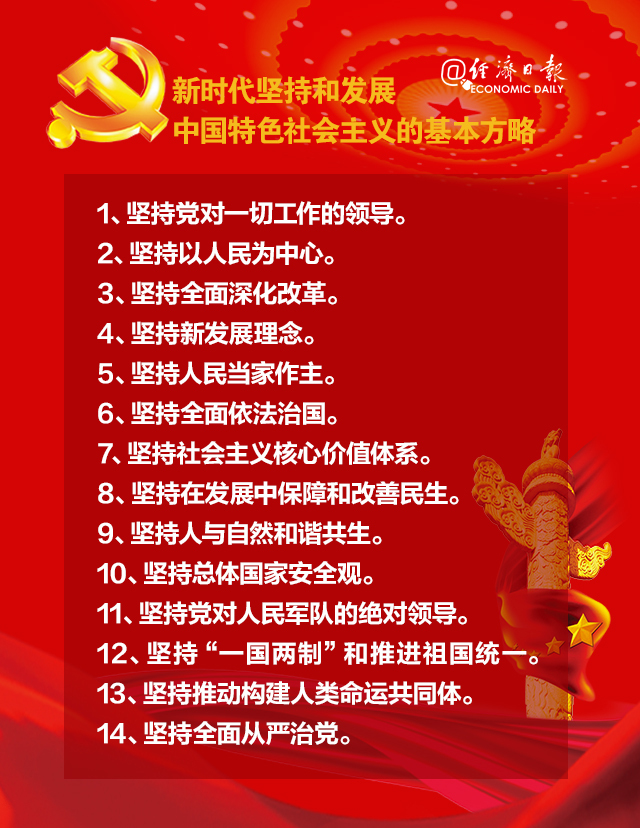 新时代坚持和发展
@经济日报
ECONOMIC DAILY
中国特色社会主义的基本方略
1、坚持党对一切工作的领导。
2、坚持以人民为中心。
3、坚持全面深化改革。
4、坚持新发展理念。
5、坚持人民当家作主。
6、坚持全面依法治国。
7、坚持社会主义核心价值体系。
8、坚持在发展中保障和改善民生。
9、坚持人与自然和谐共生。
10、坚持总体国家安全观。
11、坚持党对人民军队的绝对领导。
12、坚持“一国两制”和推进祖国统一。
13、坚持推动构建人类命运共同体。
14、坚持全面从严治党。